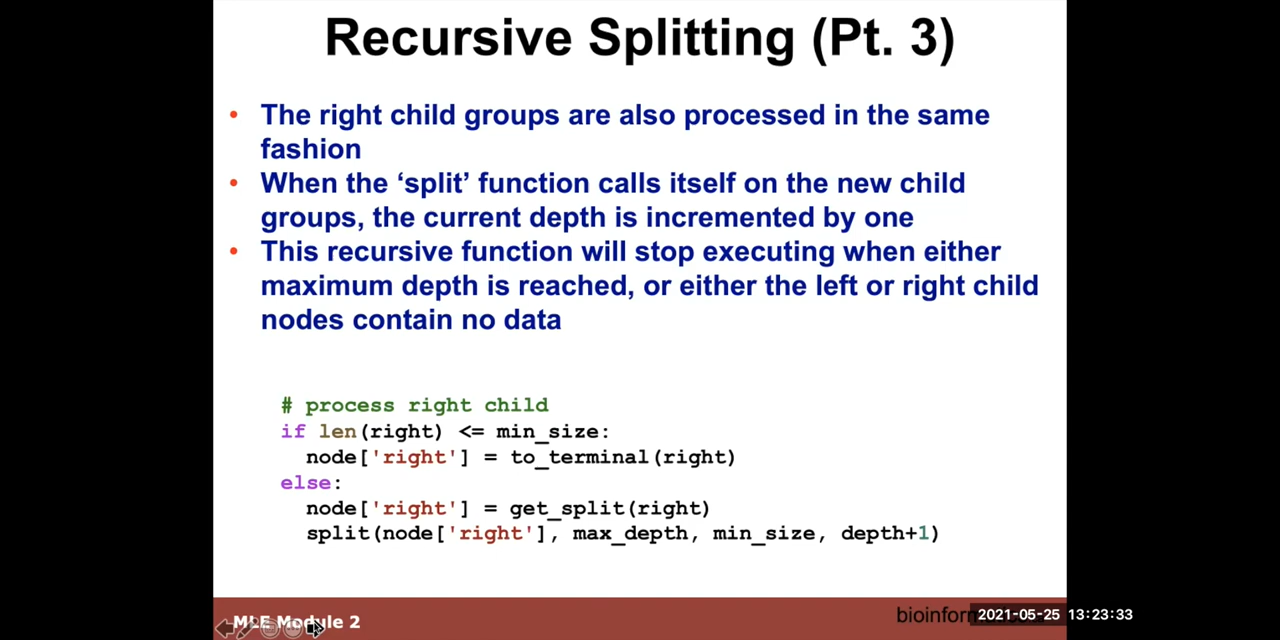 Recursive Splitting (Pt. 3)
• The right child groups are also processed in the same
fashion
• When the ‘split’ function calls itself on the new child
groups, the current depth is incremented by one
• This recursive function will stop executing when either
maximum depth is reached, or either the left or right child
nodes contain no data
# process right child
if len(right) <= min_size:
  node['right'] = to_terminal(right)
else:
  node['right'] = get_split(right)
  split(node['right'], max_depth, min_size, depth+1)
MLE Module 2
2021-05-25 13:23:33